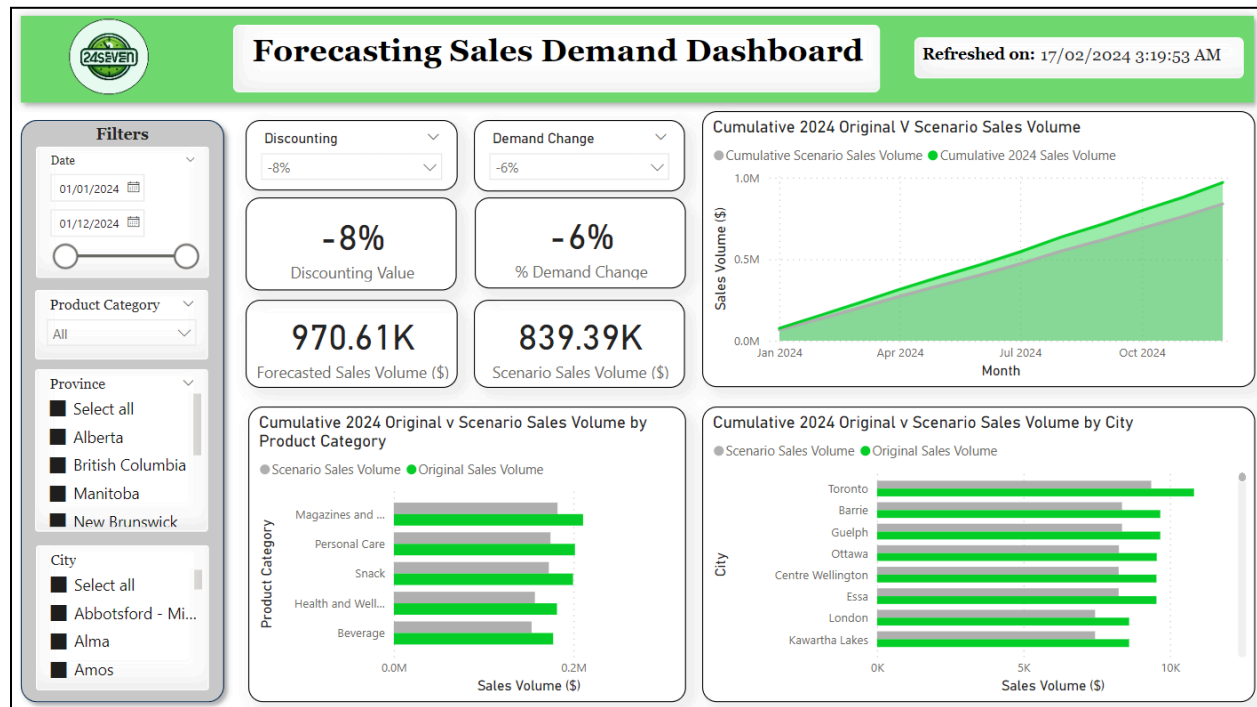 24SEVEN
Forecasting Sales Demand Dashboard
Refreshed on: 17/02/2024 3:19:53 AM
Filters
Date
01/01/2024
01/12/2024
Product Category
All
Province
Select all
Alberta
British Columbia
Manitoba
New Brunswick
City
Select all
Abbotsford - Mi...
Alma
Amos
Discounting
-8%
Demand Change
-6%
-8%
Discounting Value
-6%
% Demand Change
970.61K
Forecasted Sales Volume ($)
839.39K
Scenario Sales Volume ($)
Cumulative 2024 Original V Scenario Sales Volume
Cumulative Scenario Sales Volume Cumulative 2024 Sales Volume
Sales Volume ($)
1.0M
0.5M
0.0M
Jan 2024 Apr 2024 Jul 2024 Oct 2024
Month
Cumulative 2024 Original v Scenario Sales Volume by
Product Category
Scenario Sales Volume Original Sales Volume
Product Category
Magazines and ...
Personal Care
Snack
Health and Well...
Beverage
0.0M 0.2M
Sales Volume ($)
Cumulative 2024 Original v Scenario Sales Volume by City
Scenario Sales Volume Original Sales Volume
City
Toronto
Barrie
Guelph
Ottawa
Centre Wellington
Essa
London
Kawartha Lakes
0K 5K 10K
Sales Volume ($)